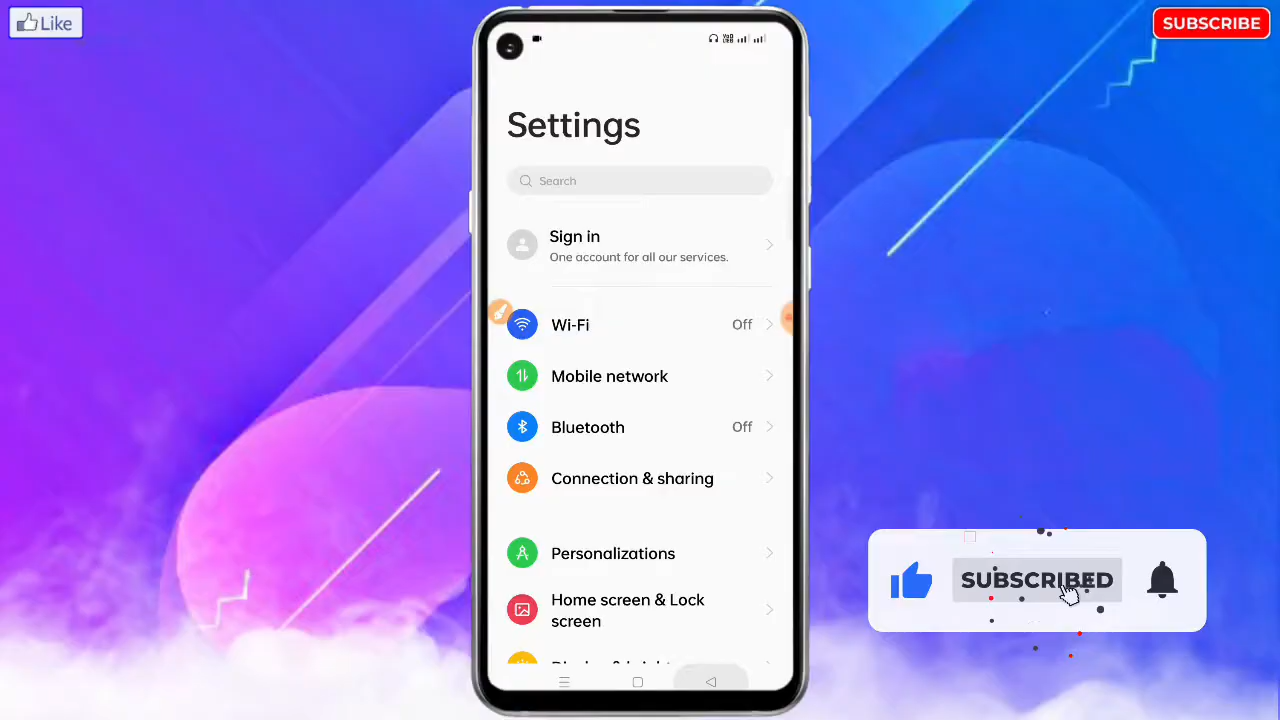 Like
SUBSCRIBE
Settings
Search
Sign in
One account for all our services.
Wi-Fi
Off
Mobile network
Bluetooth
Off
Connection & sharing
Personalizations
Home screen & Lock
screen
SUBSCRIBED